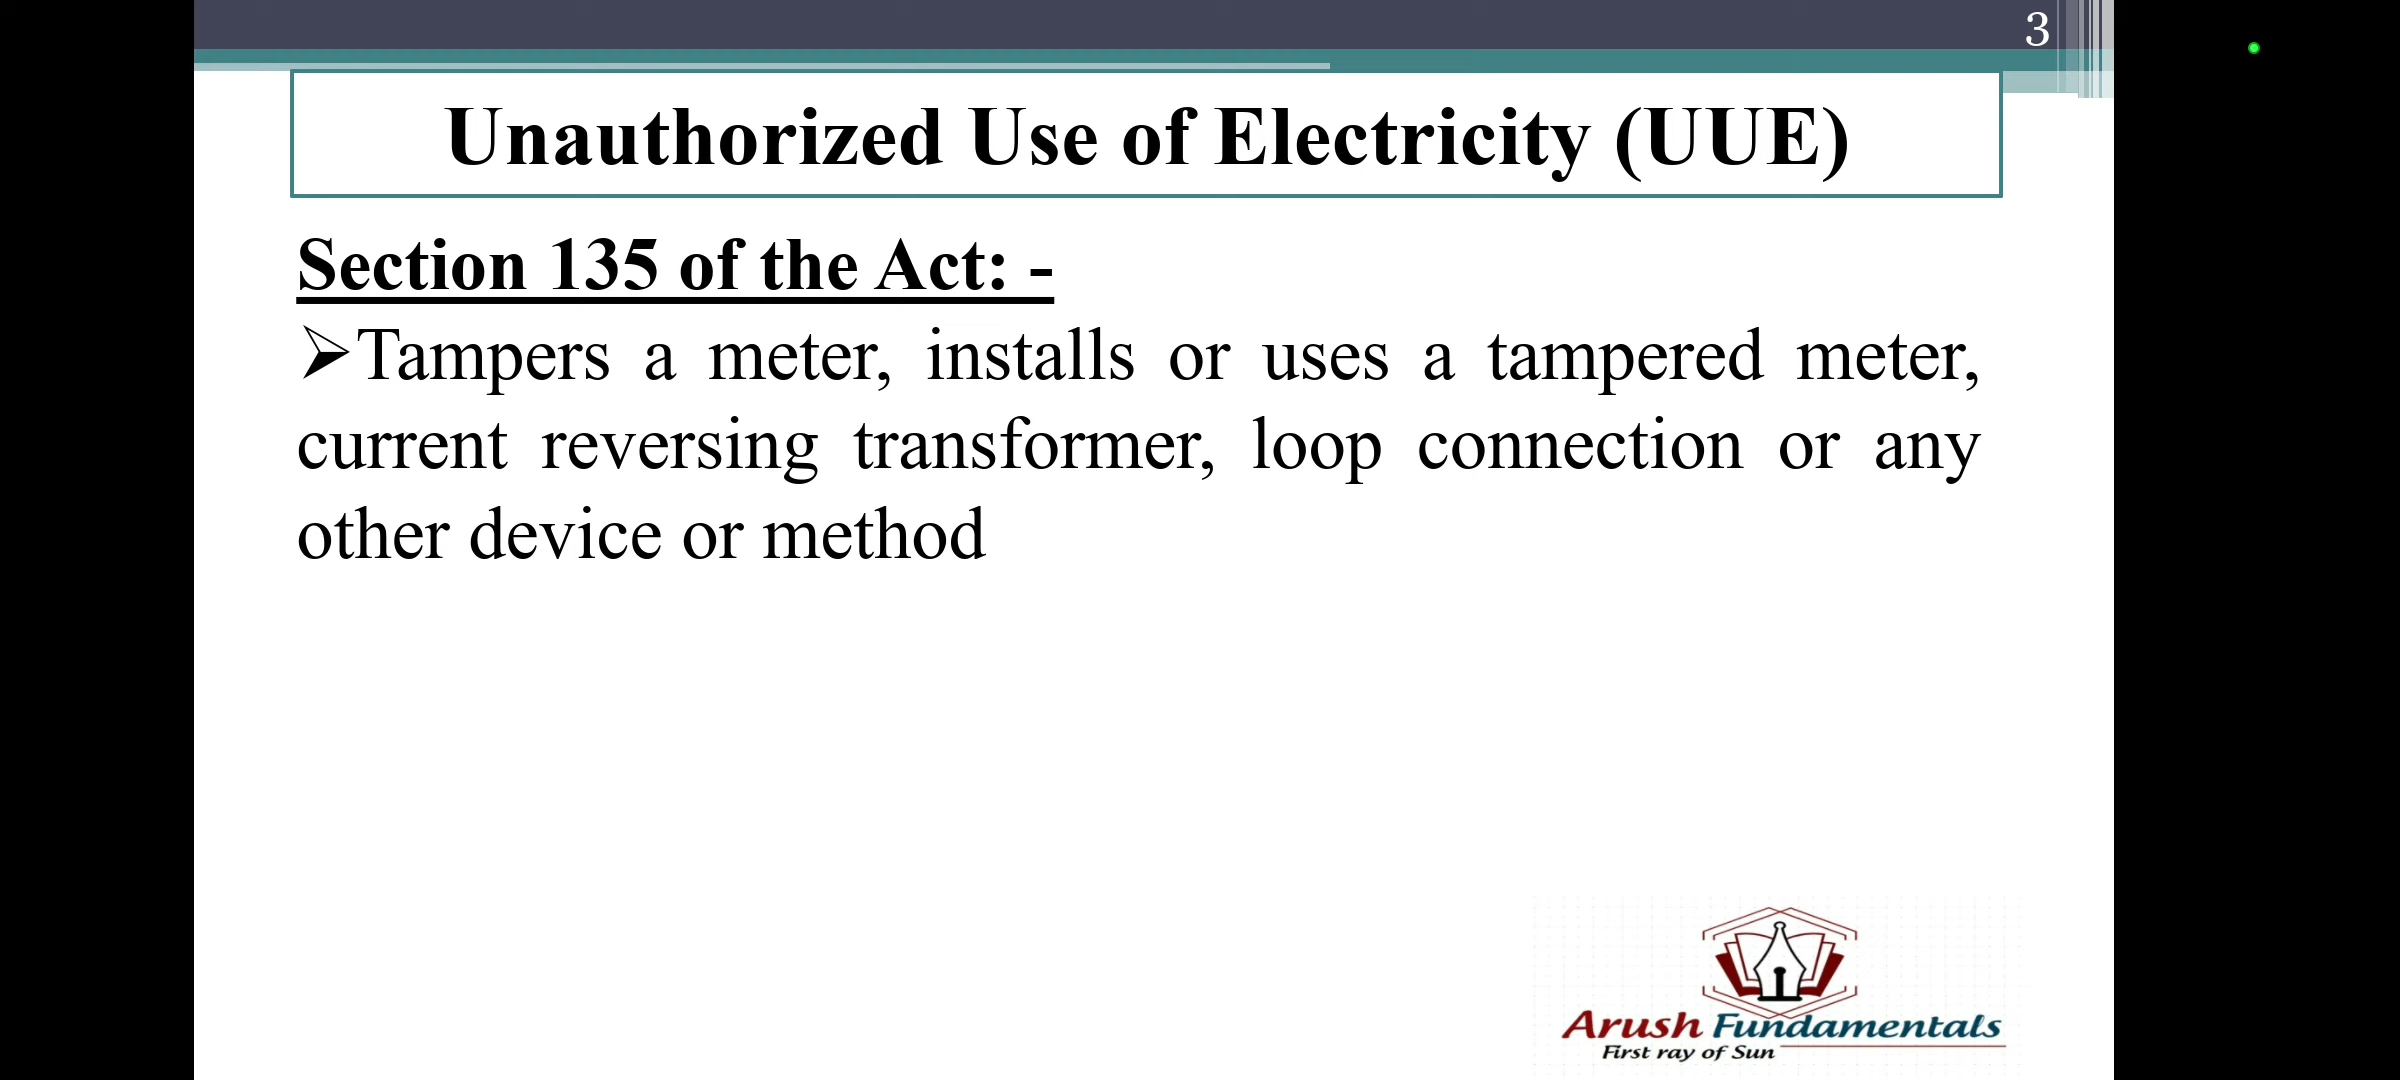 3
Unauthorized Use of Electricity (UUE)
Section 135 of the Act: -
➢Tampers a meter, installs or uses a tampered meter,
current reversing transformer, loop connection or any
other device or method
Arush Fundamentals
First ray of Sun